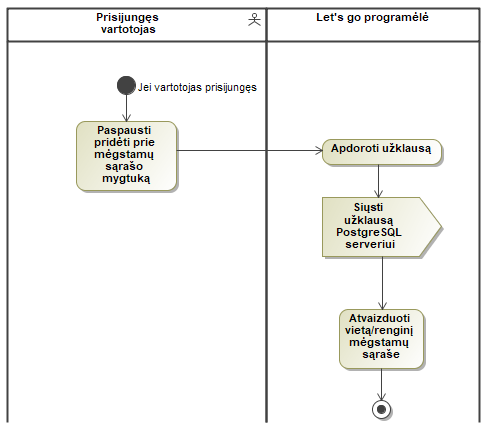 Prisijungęs
vartotojas
Let's go programėlė
Jei vartotojas prisijungęs
Paspausti
pridėti prie
mėgstamų
sąrašo
mygtuką
Apdoroti užklausą
Siųsti
užklausą
PostgreSQL
serveriui
Atvaizduoti
vietą/renginį
mėgstamų
sąraše